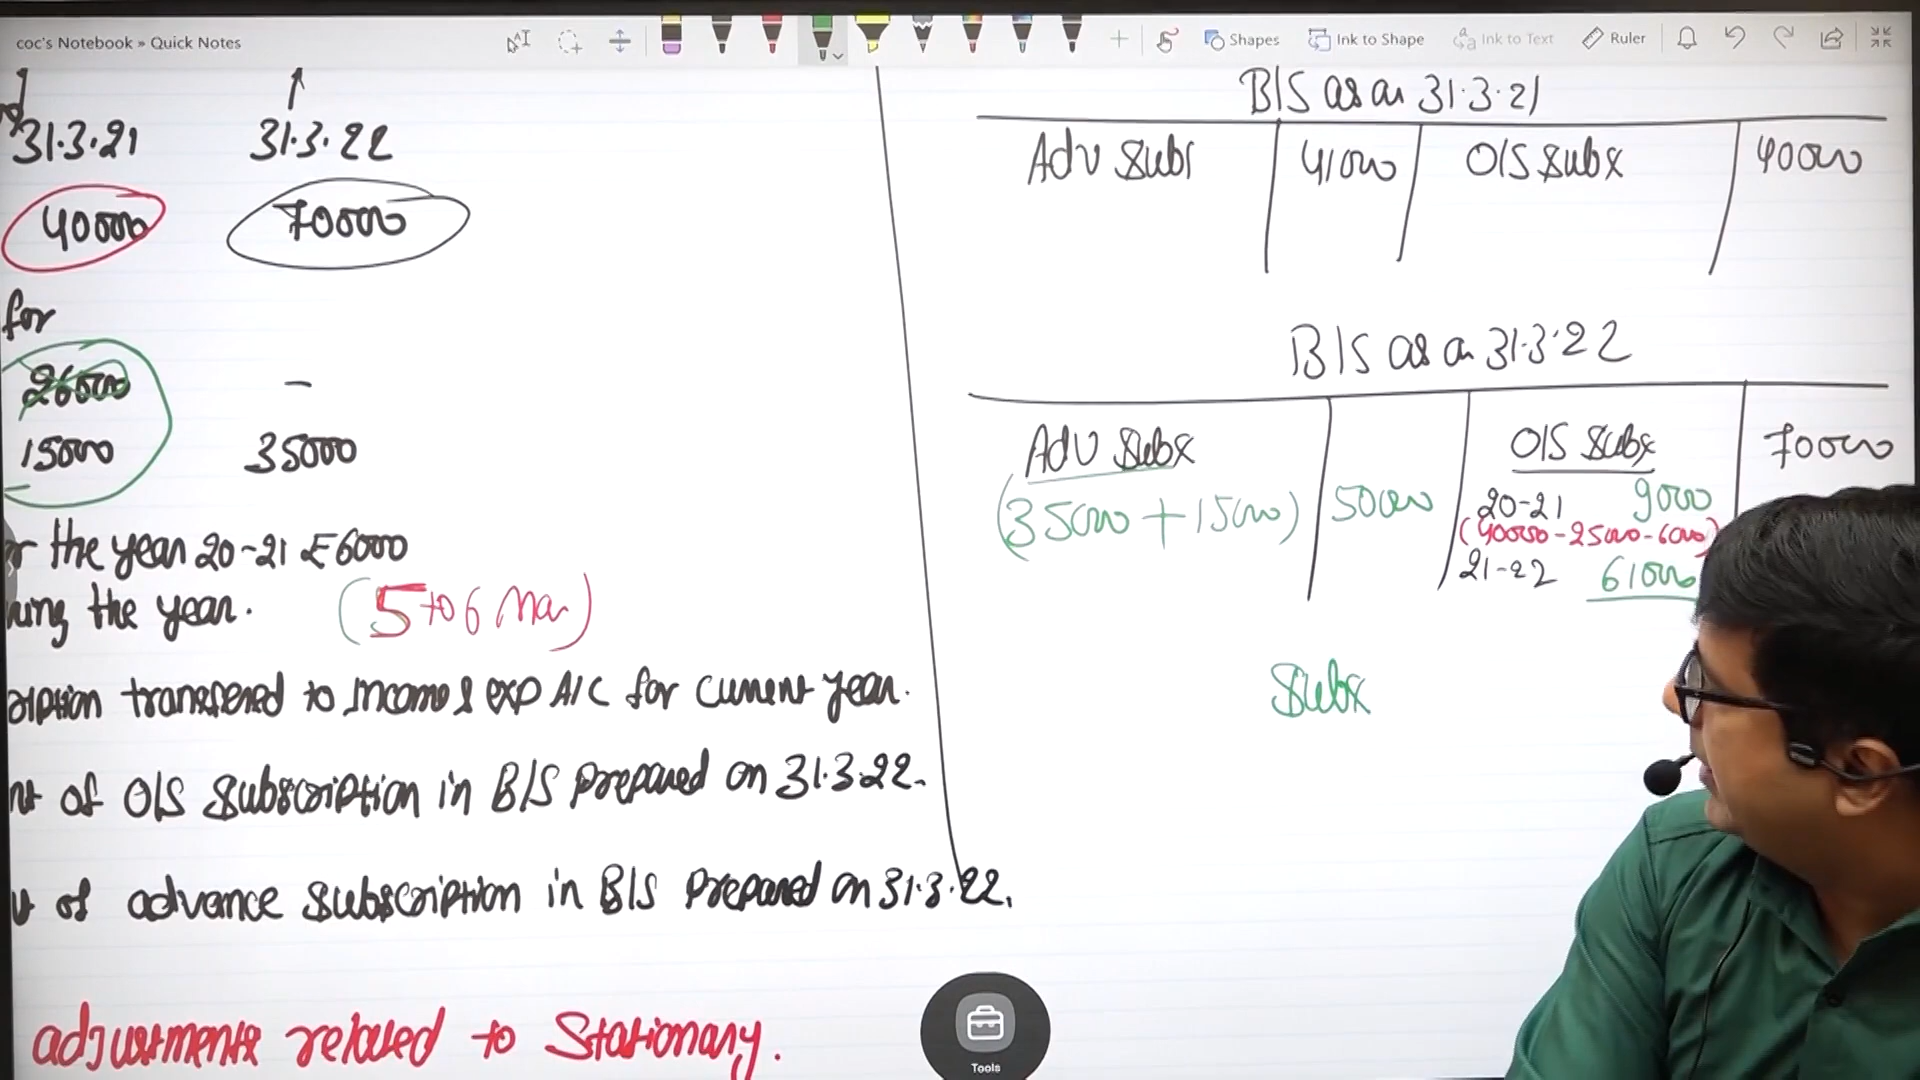 coc's Notebook » Quick Notes
Shapes
Ink to Shape
Ink to Text
Ruler
31.3.21 31.3.22
40000 70000
for
26000 -
15000 35000
the year 20-21 ₤6000
the year. (5 to 6 Mar)
transferred to Income & exp A/C for current year.
of O/S Subscription in B/S prepared on 31.3.22.
of advance subscription in B/S prepared on 31.3.22.
adjustments related to Stationary.
B/S as on 31.3.21
Adv Subs 41000 O/S Subx 40000
B/S as on 31.3.22
Adv Subx O/S Subx 70000
(35000 + 15000) 50000 20-21 9000
(40000-25000-6000)
21-22 61000
Subx
Tools